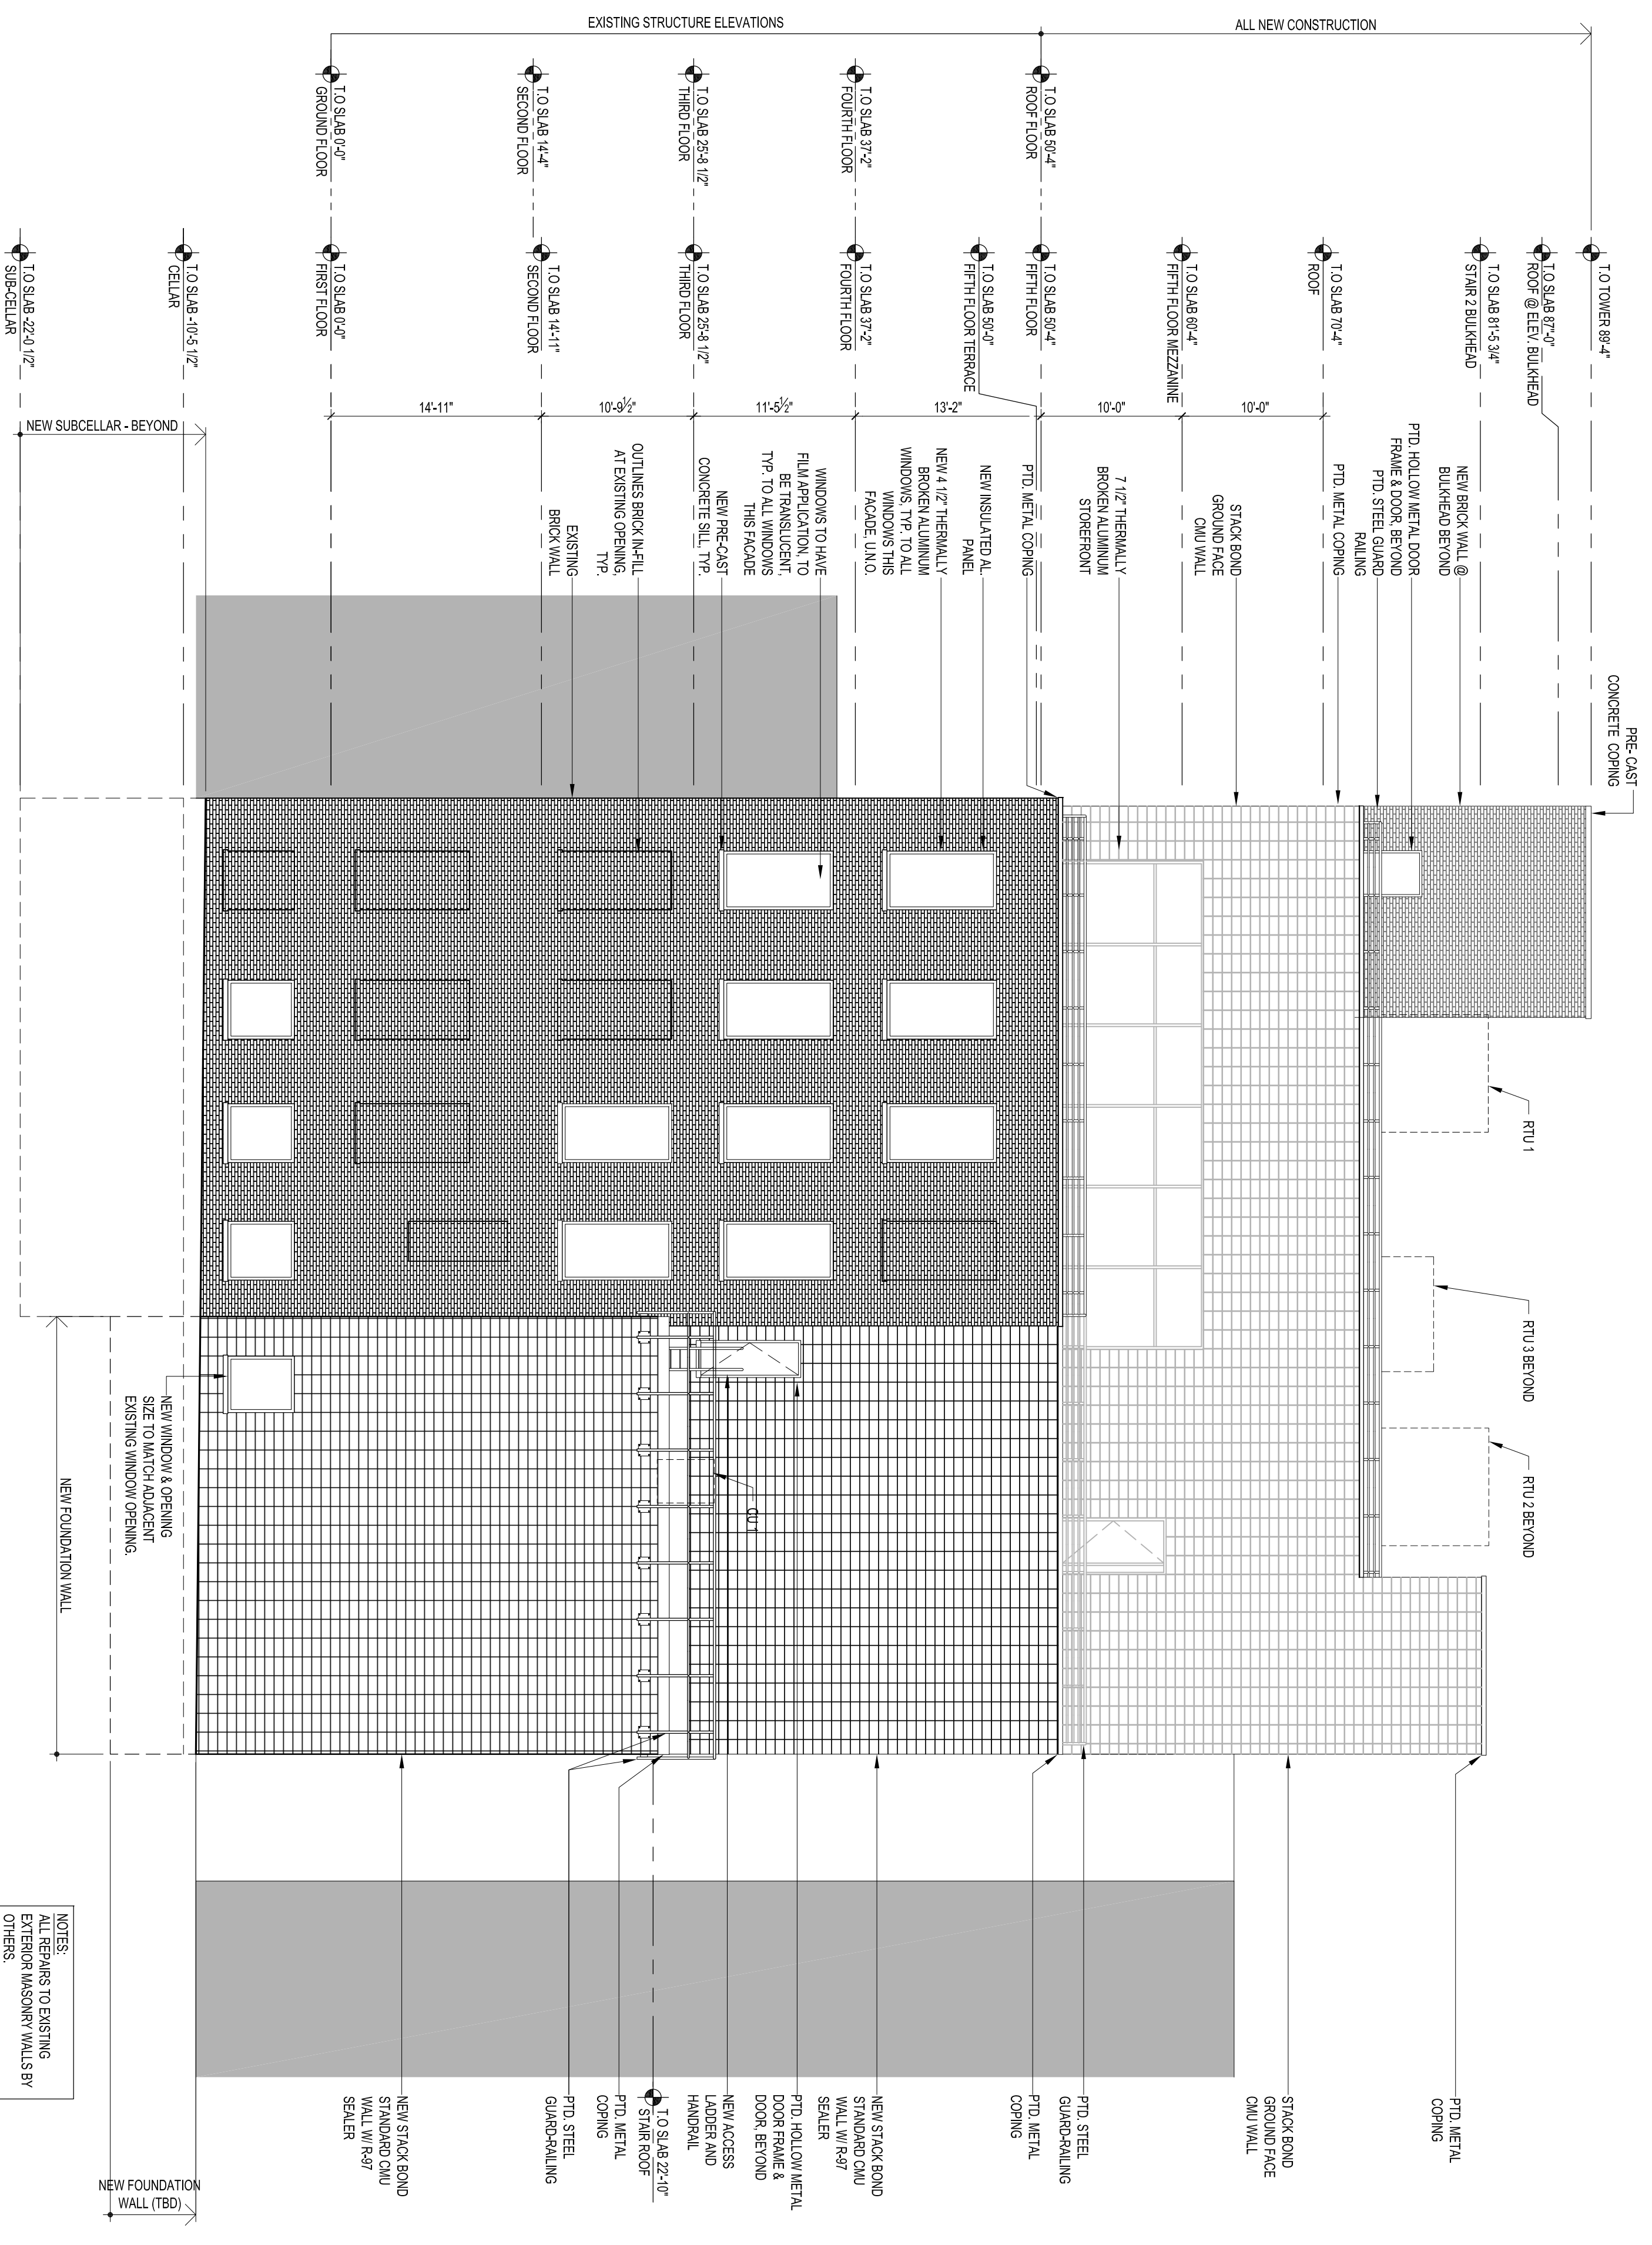 EXISTING STRUCTURE ELEVATIONS
ALL NEW CONSTRUCTION
T.O SLAB 50'-4"
ROOF FLOOR
T.O SLAB 37'-2"
FOURTH FLOOR
T.O SLAB 25'-8 1/2"
THIRD FLOOR
T.O SLAB 14'-4"
SECOND FLOOR
T.O SLAB 0'-0"
GROUND FLOOR
T.O TOWER 89'-4"
T.O SLAB 87"-0"
ROOF @ ELEV. BULKHEAD
T.O SLAB 81'-5 3/4"
STAIR 2 BULKHEAD
T.O SLAB 70'-4"
ROOF
T.O SLAB 60'-4"
FIFTH FLOOR MEZZANINE
T.O SLAB 50'-4"
FIFTH FLOOR
T.O SLAB 50'-0"
FIFTH FLOOR TERRACE
T.O SLAB 37'-2"
FOURTH FLOOR
T.O SLAB 25'-8 1/2"
THIRD FLOOR
T.O SLAB 14'-11"
SECOND FLOOR
T.O SLAB 0'-0"
FIRST FLOOR
T.O SLAB -10'-5 1/2"
CELLAR
T.O SLAB -22'-0 1/2"
SUB-CELLAR
10'-0"
10'-0"
13'-2"
11'-5½"
10'-9½"
14'-11"
NEW SUBCELLAR - BEYOND
PRE- CAST
CONCRETE COPING
NEW BRICK WALL @
BULKHEAD BEYOND
PTD. HOLLOW METAL DOOR
FRAME & DOOR, BEYOND
PTD. STEEL GUARD
RAILING
PTD. METAL COPING
STACK BOND
GROUND FACE
CMU WALL
7 1/2" THERMALLY
BROKEN ALUMINUM
STOREFRONT
PTD. METAL COPING
NEW INSULATED AL.
PANEL
NEW 4 1/2" THERMALLY
BROKEN ALUMINUM
WINDOWS, TYP. TO ALL
WINDOWS THIS
FACADE, U.N.O.
WINDOWS TO HAVE
FILM APPLICATION, TO
BE TRANSLUCENT,
TYP. TO ALL WINDOWS
THIS FACADE
NEW PRE-CAST
CONCRETE SILL, TYP.
OUTLINES BRICK IN-FILL
AT EXISTING OPENING,
TYP.
EXISTING
BRICK WALL
RTU 1
RTU 3 BEYOND
RTU 2 BEYOND
CU 1
NEW WINDOW & OPENING
SIZE TO MATCH ADJACENT
EXISTING WINDOW OPENING.
NEW FOUNDATION WALL
PTD. METAL
COPING
STACK BOND
GROUND FACE
CMU WALL
PTD. STEEL
GUARD-RAILING
PTD. METAL
COPING
NEW STACK BOND
STANDARD CMU
WALL W/ R-97
SEALER
PTD. HOLLOW METAL
DOOR FRAME &
DOOR, BEYOND
NEW ACCESS
LADDER AND
HANDRAIL
T.O SLAB 22'-10"
STAIR ROOF
PTD. METAL
COPING
PTD. STEEL
GUARD-RAILING
NEW STACK BOND
STANDARD CMU
WALL W/ R-97
SEALER
NEW FOUNDATION
WALL (TBD)
NOTES:
ALL REPAIRS TO EXISTING
EXTERIOR MASONRY WALLS BY
OTHERS.